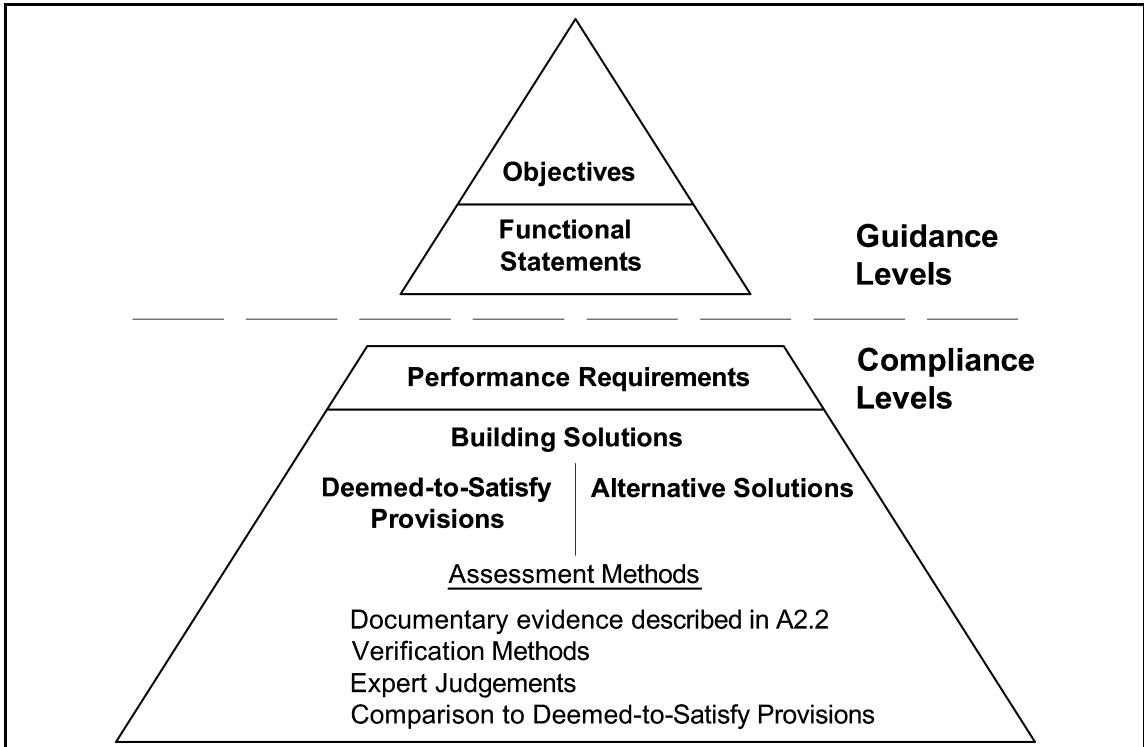 Objectives
Functional
Statements
Guidance
Levels
Compliance
Levels
Performance Requirements
Building Solutions
Deemed-to-Satisfy
Provisions
Alternative Solutions
Assessment Methods
Documentary evidence described in A2.2
Verification Methods
Expert Judgements
Comparison to Deemed-to-Satisfy Provisions